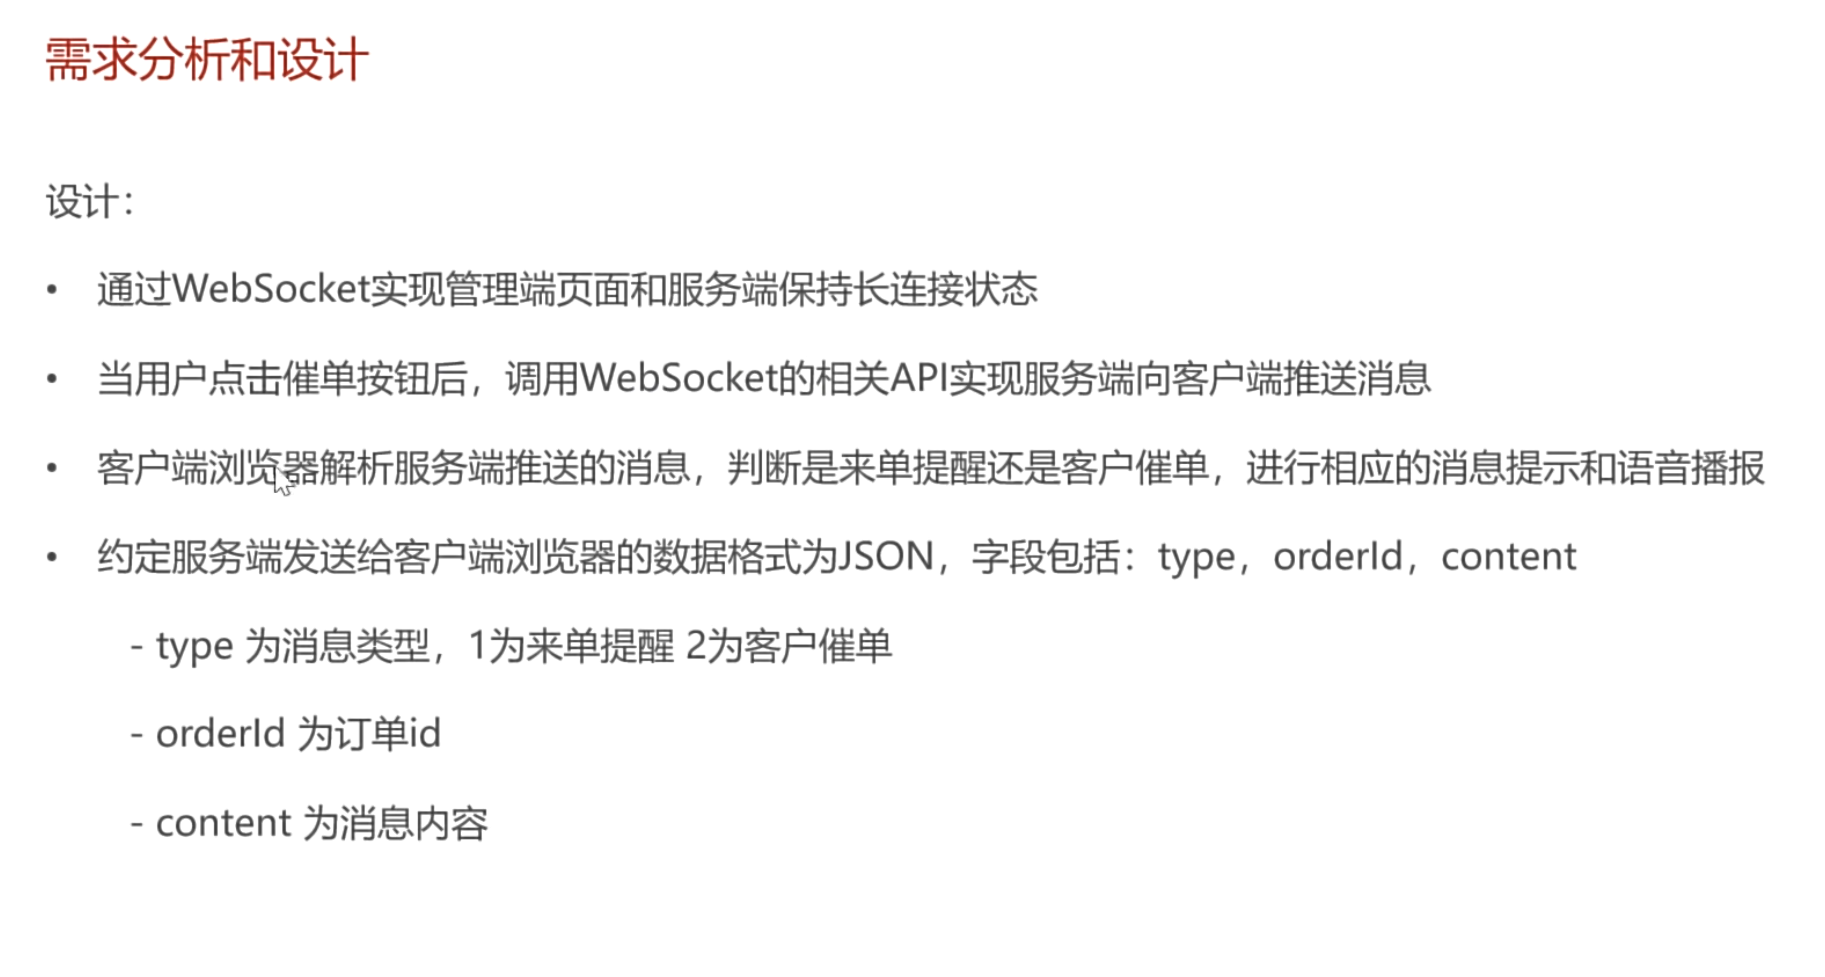 需求分析和设计
设计：
• 通过WebSocket实现管理端页面和服务端保持长连接状态
• 当用户点击催单按钮后，调用WebSocket的相关API实现服务端向客户端推送消息
• 客户端浏览器解析服务端推送的消息，判断是来单提醒还是客户催单，进行相应的消息提示和语音播报
• 约定服务端发送给客户端浏览器的数据格式为JSON，字段包括：type，orderId，content
- type 为消息类型，1为来单提醒 2为客户催单
- orderId 为订单id
- content 为消息内容